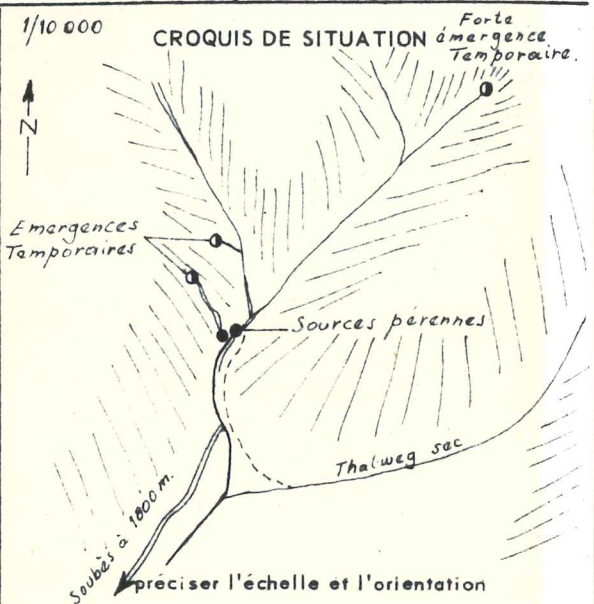 1/10 000
CROQUIS DE SITUATION
Forte
émergence
Temporaire.
N
Emergences
Temporaires
Sources pérennes
Thalweg sec
Soubès à 1800 m.
préciser l'échelle et l'orientation